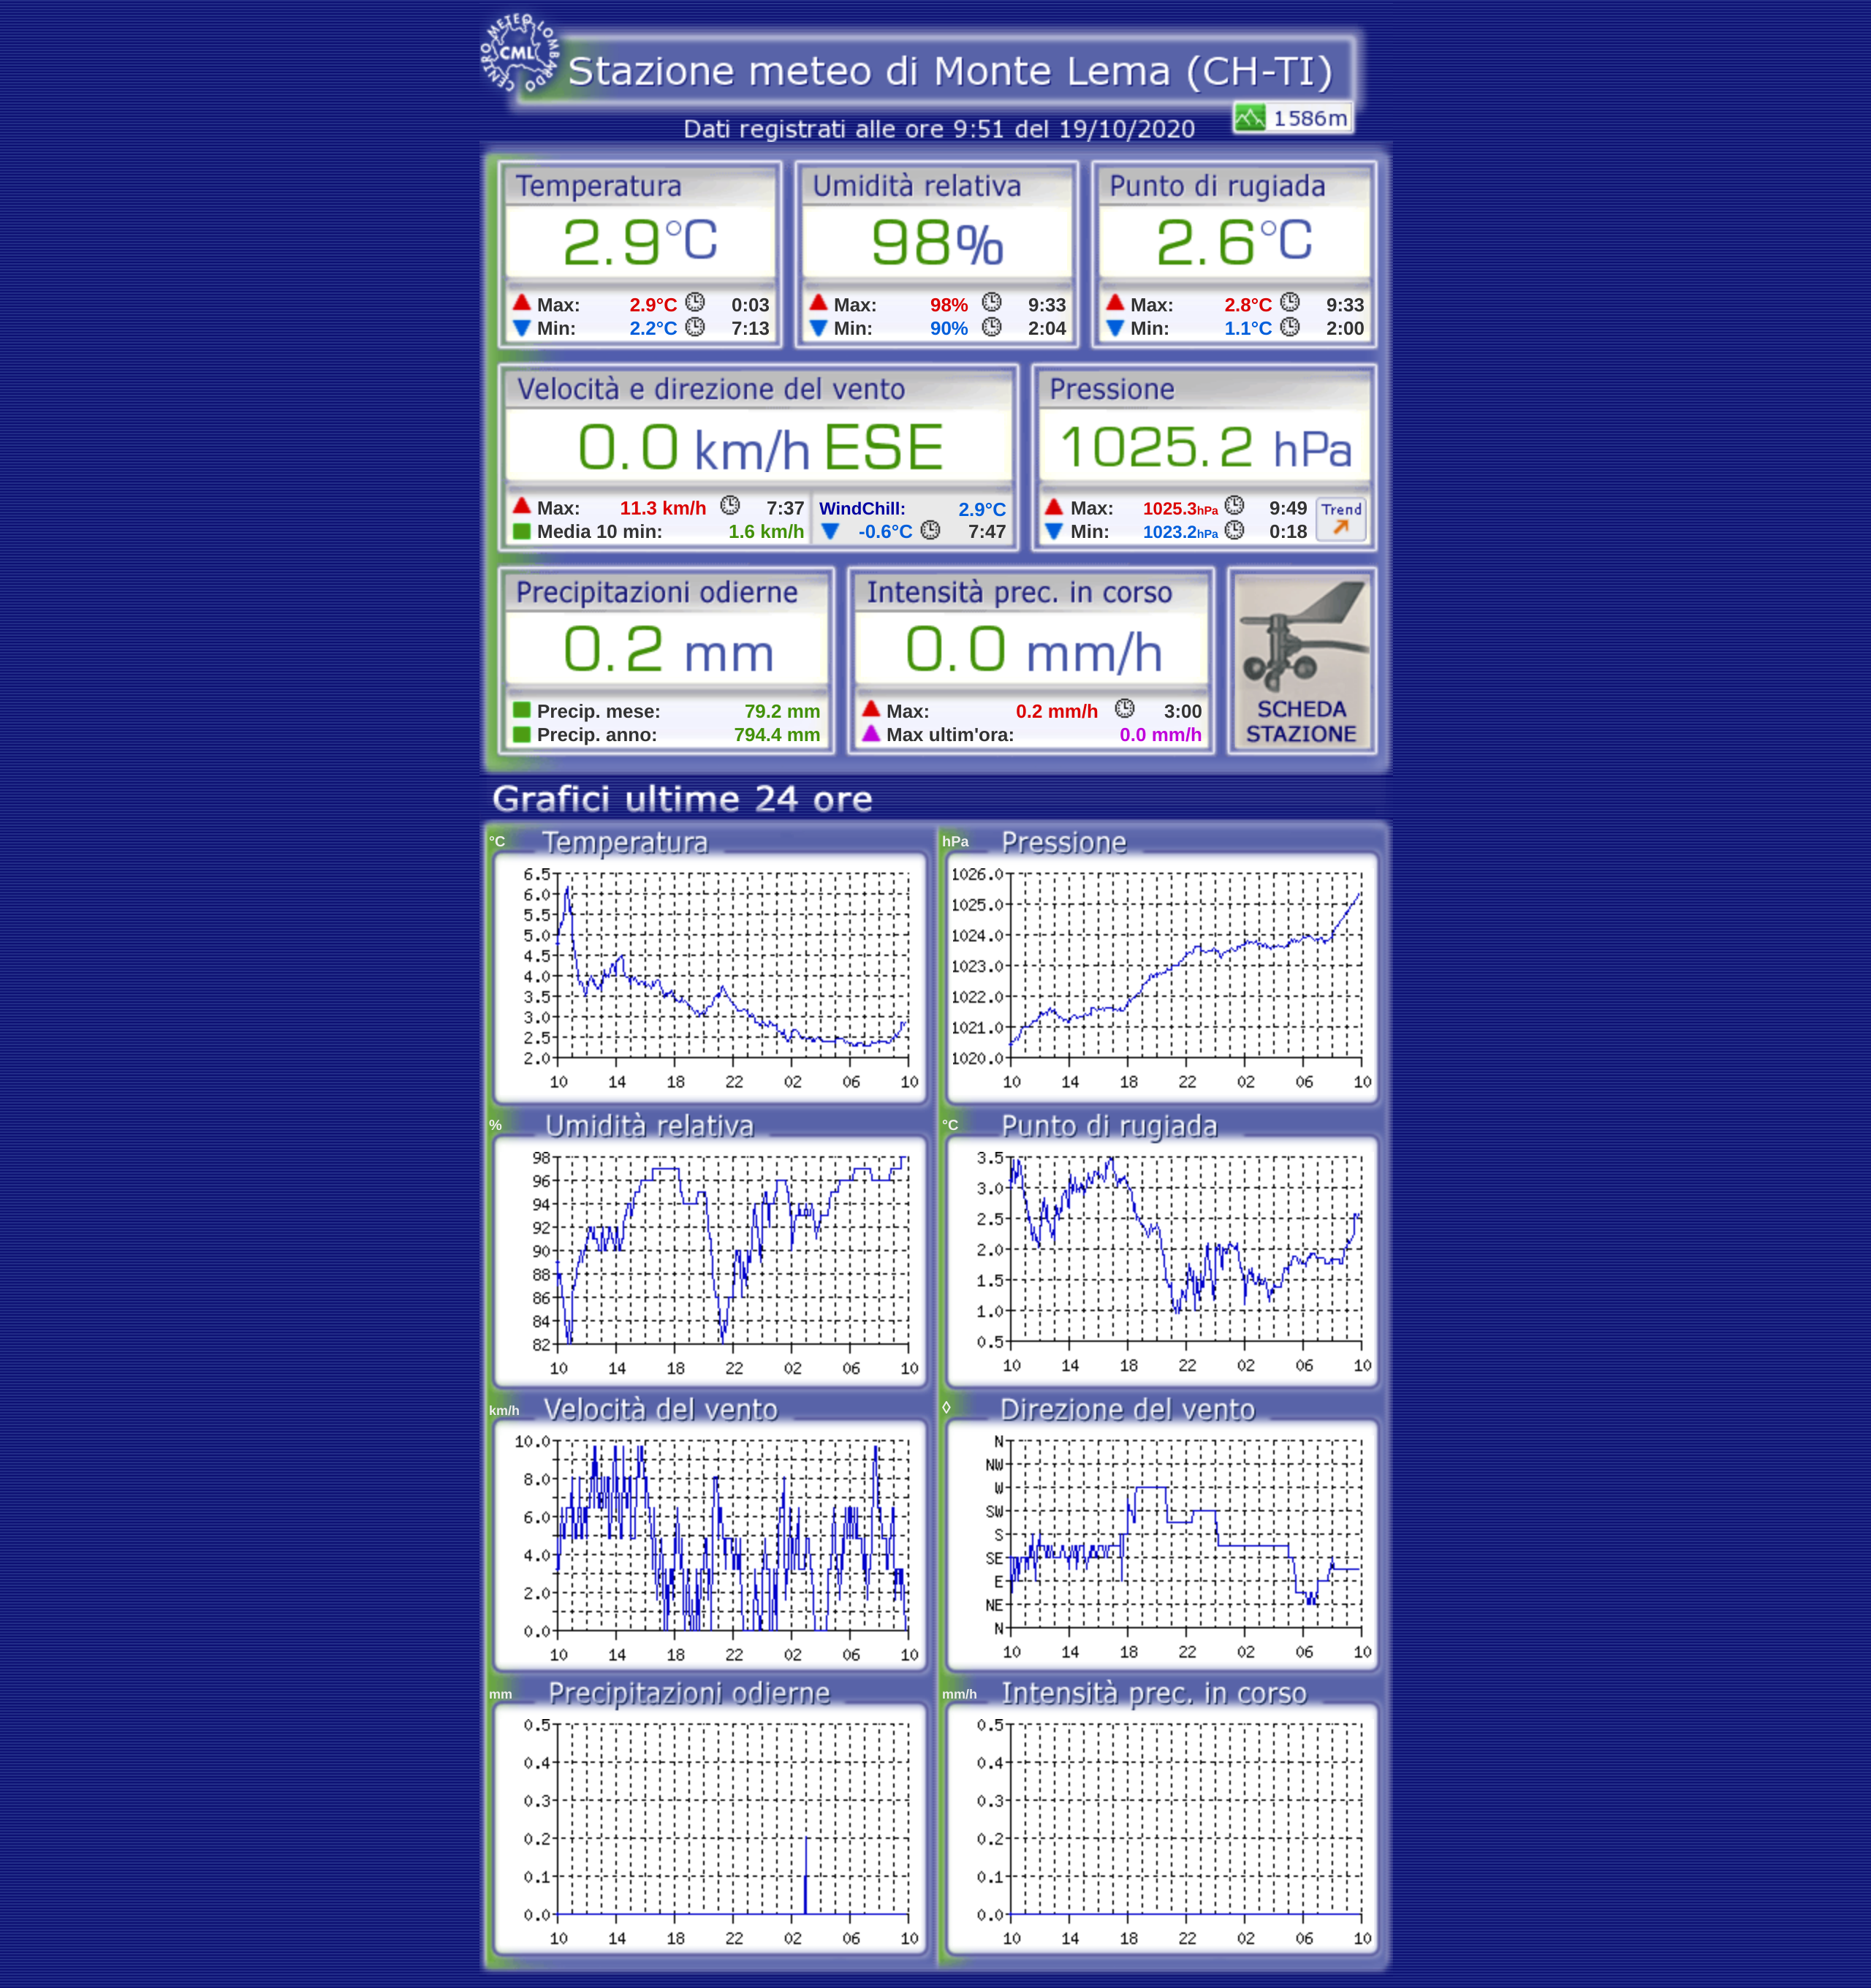 CENTRO METEO LOMBARDO
CML
Stazione meteo di Monte Lema (CH-TI)
1586m
Dati registrati alle ore 9:51 del 19/10/2020
Temperatura
2.9°C
Max: 2.9°C 0:03
Min: 2.2°C 7:13
Umidità relativa
98%
Max: 98% 9:33
Min: 90% 2:04
Punto di rugiada
2.6°C
Max: 2.8°C 9:33
Min: 1.1°C 2:00
Velocità e direzione del vento
0.0 km/h ESE
Max: 11.3 km/h 7:37
Media 10 min: 1.6 km/h
WindChill: 2.9°C
-0.6°C 7:47
Pressione
1025.2 hPa
Max: 1025.3hPa 9:49
Min: 1023.2hPa 0:18
Trend
Precipitazioni odierne
0.2 mm
Precip. mese: 79.2 mm
Precip. anno: 794.4 mm
Intensità prec. in corso
0.0 mm/h
Max: 0.2 mm/h 3:00
Max ultim'ora: 0.0 mm/h
SCHEDA
STAZIONE
Grafici ultime 24 ore
°C Temperatura
6.5
6.0
5.5
5.0
4.5
4.0
3.5
3.0
2.5
2.0
10 14 18 22 02 06 10
hPa Pressione
1026.0
1025.0
1024.0
1023.0
1022.0
1021.0
1020.0
10 14 18 22 02 06 10
% Umidità relativa
98
96
94
92
90
88
86
84
82
10 14 18 22 02 06 10
°C Punto di rugiada
3.5
3.0
2.5
2.0
1.5
1.0
0.5
10 14 18 22 02 06 10
km/h Velocità del vento
10.0
8.0
6.0
4.0
2.0
0.0
10 14 18 22 02 06 10
◊ Direzione del vento
N
NW
W
SW
S
SE
E
NE
N
10 14 18 22 02 06 10
mm Precipitazioni odierne
0.5
0.4
0.3
0.2
0.1
0.0
10 14 18 22 02 06 10
mm/h Intensità prec. in corso
0.5
0.4
0.3
0.2
0.1
0.0
10 14 18 22 02 06 10